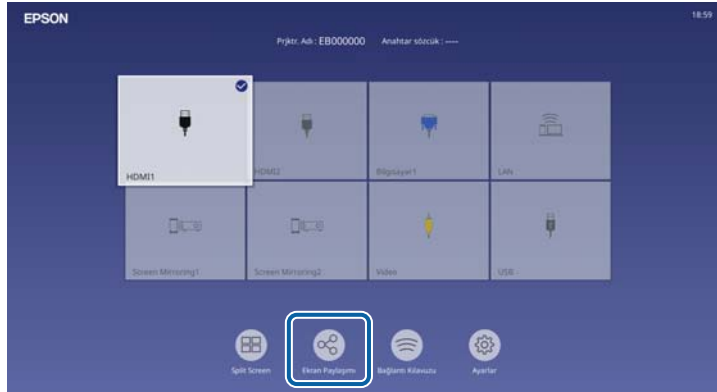 EPSON
18:59
Prjktr. Adı : EB000000 Anahtar sözcük : ----
HDMI1
HDMI2
Bilgisayar1
LAN
Screen Mirroring1
Screen Mirroring2
Video
USB
Split Screen
Ekran Paylaşımı
Bağlantı Kılavuzu
Ayarlar